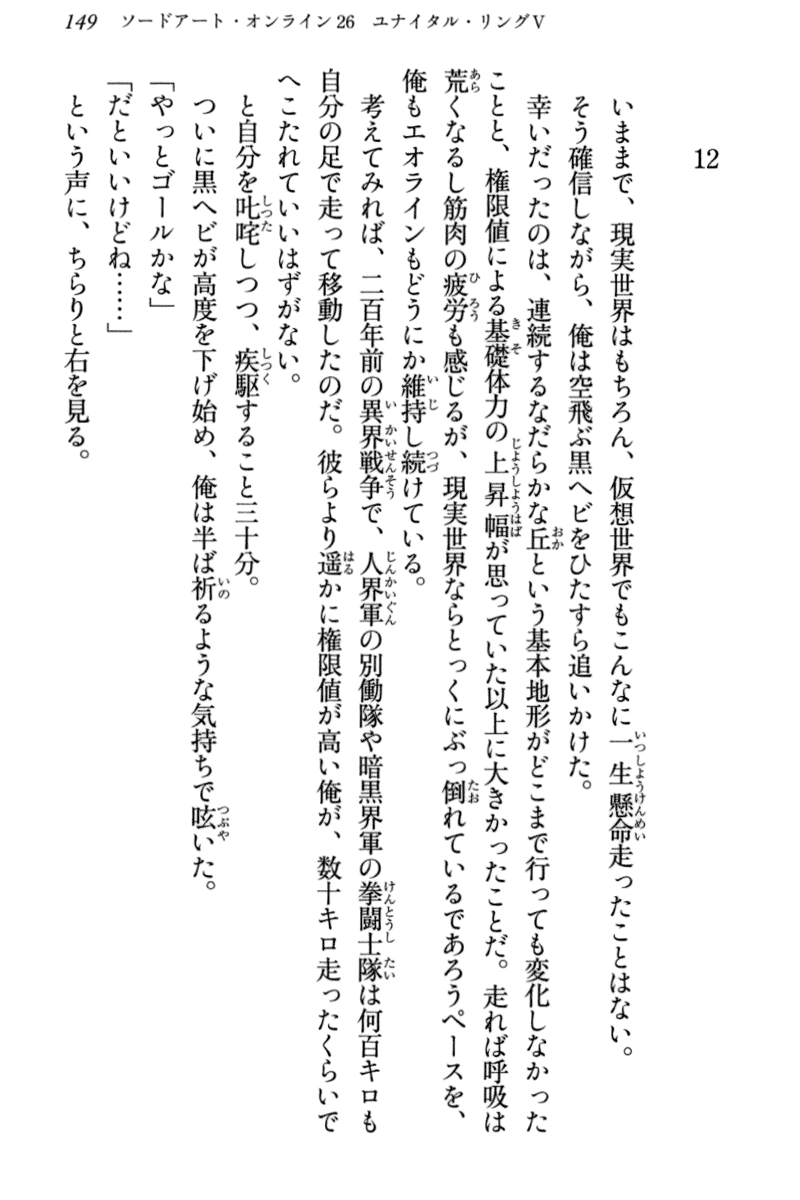 149 ソードアート・オンライン26 ユナイタル・リングⅤ
12
いままで、現実世界はもちろん、仮想世界でもこんなに一生懸命走ったことはない。
そう確信しながら、俺は空飛ぶ黒ヘビをひたすら追いかけた。
幸いだったのは、連続するなだらかな丘という基本地形がどこまで行っても変化しなかった
ことと、権限値による基礎体力の上昇幅が思っていた以上に大きかったことだ。走れば呼吸は
荒くなるし筋肉の疲労も感じるが、現実世界ならとっくにぶっ倒れているであろうペースを、
俺もエオラインもどうにか維持し続けている。
考えてみれば、二百年前の異界戦争で、人界軍の別働隊や暗黒界軍の拳闘士隊は何百キロも
自分の足で走って移動したのだ。彼らより遥かに権限値が高い俺が、数十キロ走ったくらいで
へこたれていいはずがない。
と自分を叱咤しつつ、疾駆すること三十分。
ついに黒ヘビが高度を下げ始め、俺は半ば祈るような気持ちで呟いた。
「やっとゴールかな」
「だといいけどね……」
という声に、ちらりと右を見る。